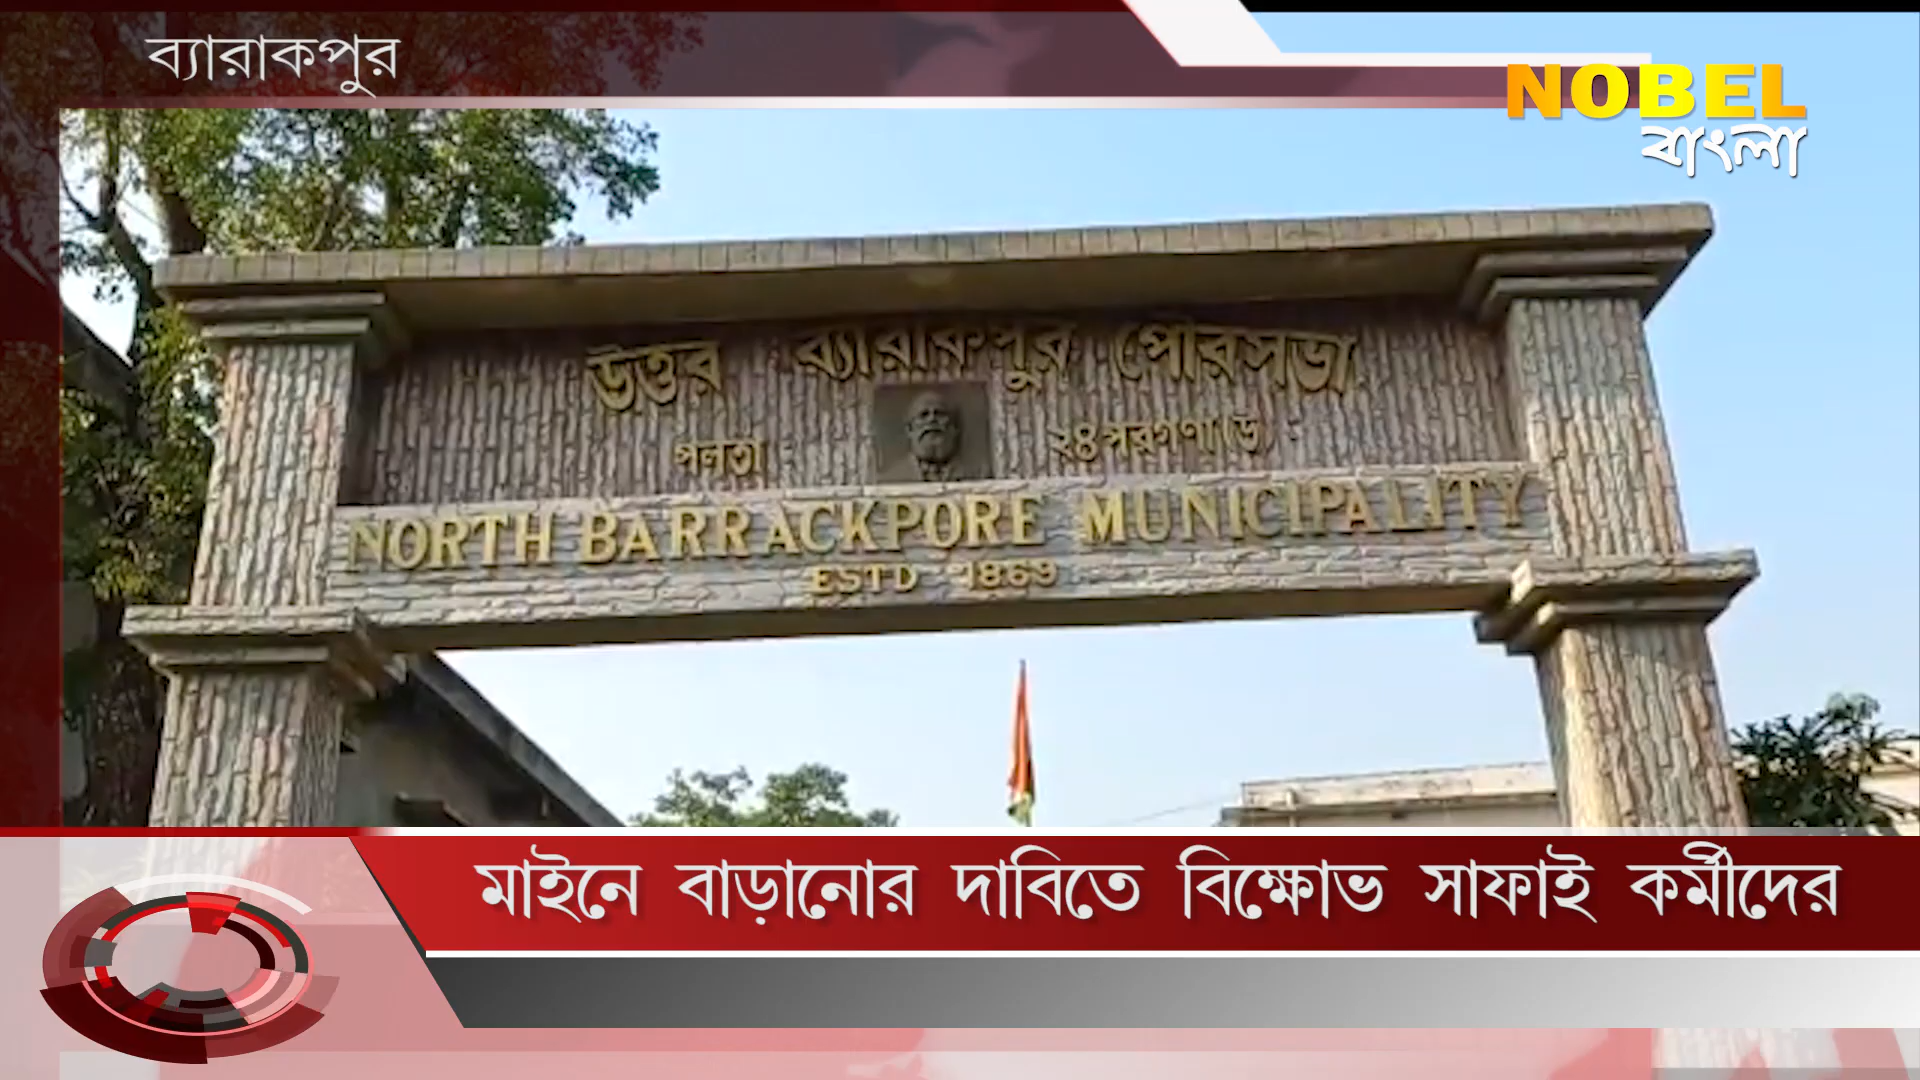 ব্যারাকপুর
NOBEL
বাংলা
উত্তর ব্যারাকপুর পৌরসভা
পলতা ২৪ পরগণা (উ)
NORTH BARRACKPORE MUNICIPALITY
ESTD 1869
মাইনে বাড়ানোর দাবিতে বিক্ষোভ সাফাই কর্মীদের